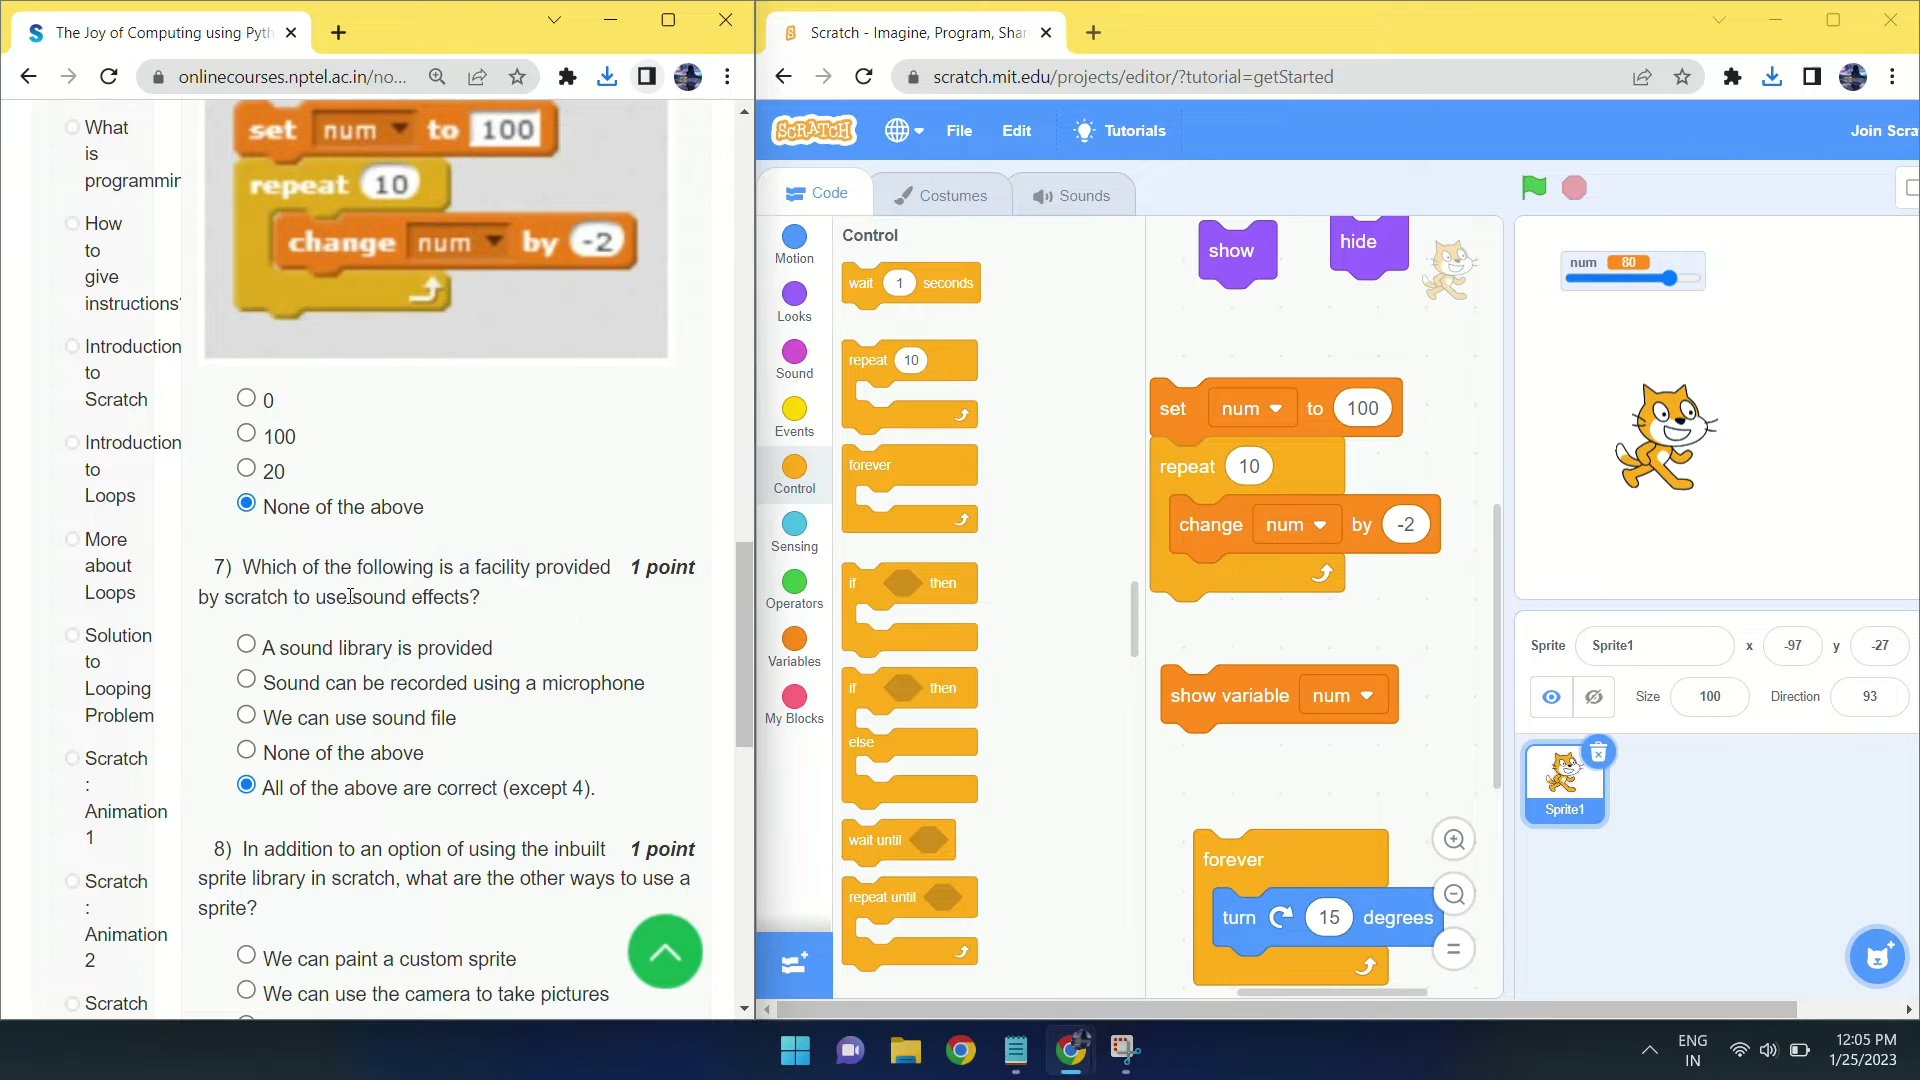 The Joy of Computing using Pyth
onlinecourses.nptel.ac.in/no...
What
is
programmin
How
to
give
instructions?
Introduction
to
Scratch
Introduction
to
Loops
More
about
Loops
Solution
to
Looping
Problem
Scratch
:
Animation
1
Scratch
:
Animation
2
Scratch
set num to 100
repeat 10
change num by -2
0
100
20
None of the above
7) Which of the following is a facility provided 1 point
by scratch to use sound effects?
A sound library is provided
Sound can be recorded using a microphone
We can use sound file
None of the above
All of the above are correct (except 4).
8) In addition to an option of using the inbuilt 1 point
sprite library in scratch, what are the other ways to use a
sprite?
We can paint a custom sprite
We can use the camera to take pictures
Scratch - Imagine, Program, Shar
scratch.mit.edu/projects/editor/?tutorial=getStarted
SCRATCH File Edit Tutorials Join Scra
Code Costumes Sounds
Motion
Looks
Sound
Events
Control
Sensing
Operators
Variables
My Blocks
Control
wait 1 seconds
repeat 10
forever
if then
if then
else
wait until
repeat until
show hide
set num to 100
repeat 10
change num by -2
show variable num
forever
turn 15 degrees
num 80
Sprite Sprite1 x -97 y -27
Size 100 Direction 93
Sprite1
ENG
IN
12:05 PM
1/25/2023